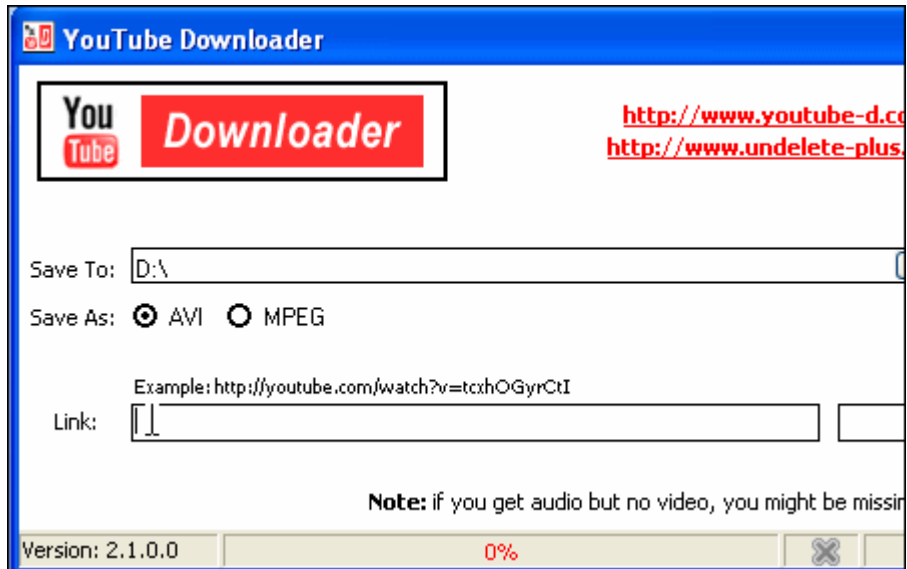 YouTube Downloader
You
Tube
Downloader
http://www.youtube-d.co
http://www.undelete-plus.
Save To: D:\
Save As: AVI MPEG
Example: http://youtube.com/watch?v=tcxhOGyrCtI
Link:
Note: if you get audio but no video, you might be missin
Version: 2.1.0.0 0%